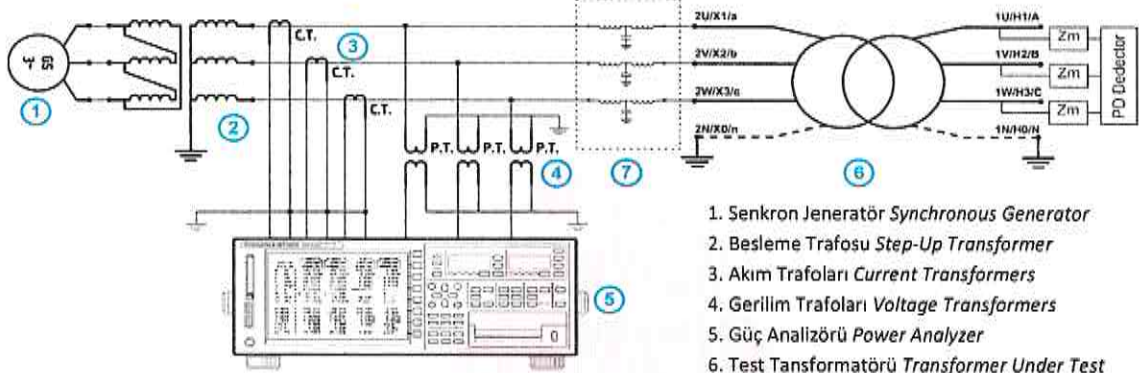 2U/X1/a
1U/H1/A
C.T.
3
Zm
2V/X2/b
1V/H2/B
C.T.
Zm
PD Dedector
1
C.T.
2W/X3/c
1W/H3/C
2
Zm
P.T.
P.T.
P.T.
2N/X0/n
1N/H0/N
4
7
6
1. Senkron Jeneratör Synchronous Generator
2. Besleme Trafosu Step-Up Transformer
5
3. Akım Trafoları Current Transformers
4. Gerilim Trafoları Voltage Transformers
5. Güç Analizörü Power Analyzer
6. Test Tansformatörü Transformer Under Test